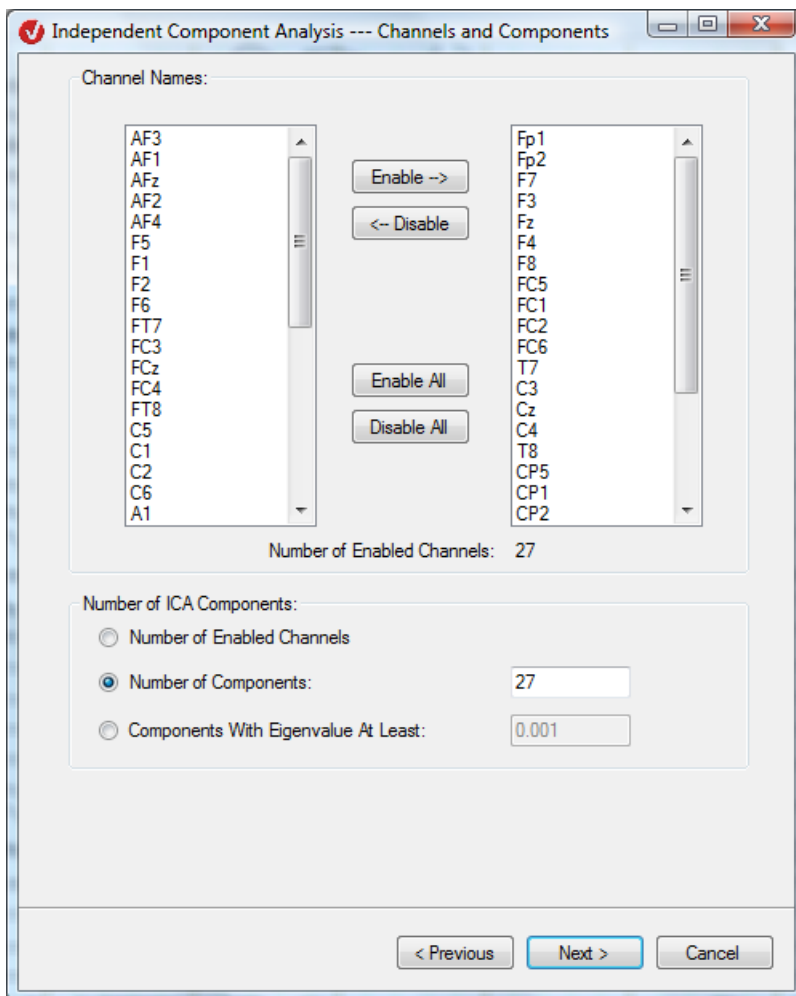 Independent Component Analysis --- Channels and Components
Channel Names:
AF3
AF1
AFz
AF2
AF4
F5
F1
F2
F6
FT7
FC3
FCz
FC4
FT8
C5
C1
C2
C6
A1
Enable -->
<-- Disable
Enable All
Disable All
Fp1
Fp2
F7
F3
Fz
F4
F8
FC5
FC1
FC2
FC6
T7
C3
Cz
C4
T8
CP5
CP1
CP2
Number of Enabled Channels: 27
Number of ICA Components:
Number of Enabled Channels
Number of Components: 27
Components With Eigenvalue At Least: 0.001
< Previous
Next >
Cancel